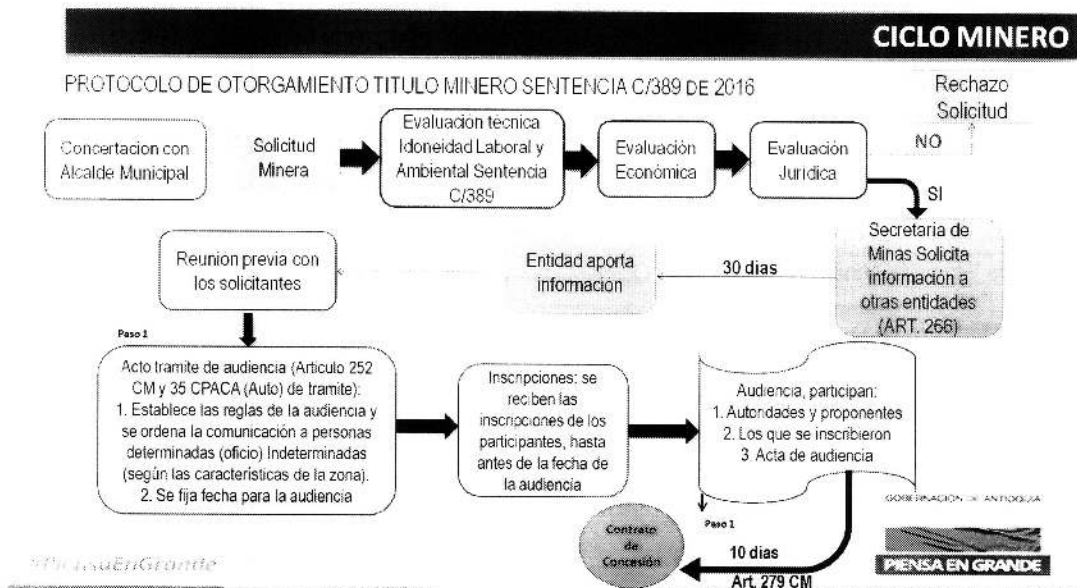 CICLO MINERO
PROTOCOLO DE OTORGAMIENTO TITULO MINERO SENTENCIA C/389 DE 2016
Rechazo
Solicitud
Concertacion con
Alcalde Municipal
Solicitud
Minera
Evaluacion técnica
Idoneidad Laboral y
Ambiental Sentencia
C/389
Evaluación
Económica
Evaluación
Juridica
NO
SI
Secretaria de
Minas Solicita
información a
otras entidades
(ART. 266)
30 dias
Entidad aporta
información
Reunión previa con
los solicitantes
Paso 1
Acto tramite de audiencia (Articulo 252
CM y 35 CPACA (Auto) de tramite):
1. Establece las reglas de la audiencia y
se ordena la comunicación a personas
determinadas (oficio) Indeterminadas
(según las características de la zona).
2. Se fija fecha para la audiencia
Inscripciones: se
reciben las
inscripciones de los
participantes, hasta
antes de la fecha de
la audiencia
Audiencia, participan:
1. Autoridades y proponentes
2. Los que se inscribieron
3. Acta de audiencia
Paso 1
Contrato
de
Concesión
10 dias
Art. 279 CM
GOBERNACIÓN DE ANTIOQUIA
PIENSA EN GRANDE
#PiensaEnGrande